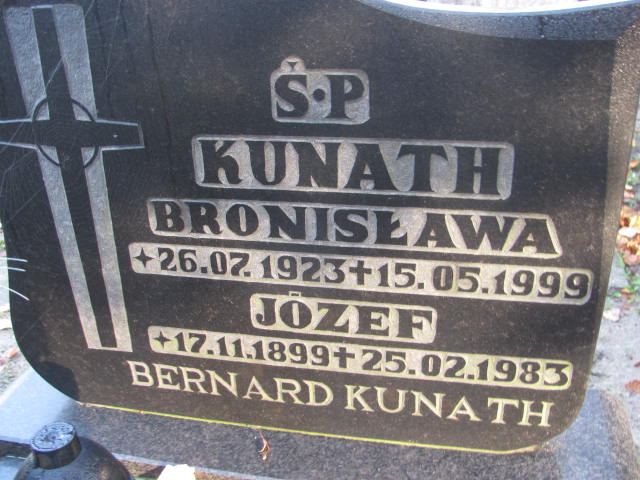 Ś·P
KUNATH
BRONISŁAWA
✦26.07.1923✝15.05.1999
JÓZEF
✦17.11.1899✝25.02.1983
BERNARD KUNATH